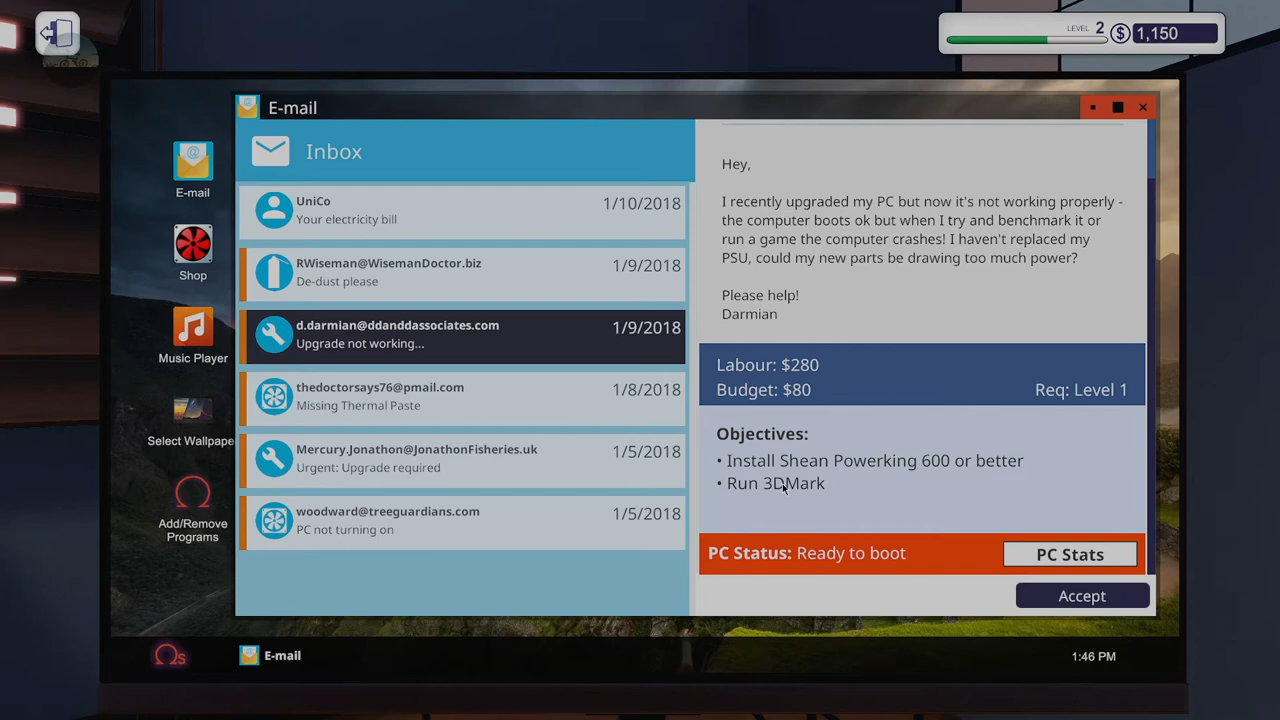 LEVEL 2
$ 1,150
E-mail
Inbox
E-mail
Shop
Music Player
Select Wallpape
Add/Remove
Programs
UniCo 1/10/2018
Your electricity bill
RWiseman@WisemanDoctor.biz 1/9/2018
De-dust please
d.darmian@ddanddassociates.com 1/9/2018
Upgrade not working...
thedoctorsays76@pmail.com 1/8/2018
Missing Thermal Paste
Mercury.Jonathon@JonathonFisheries.uk 1/5/2018
Urgent: Upgrade required
woodward@treeguardians.com 1/5/2018
PC not turning on
Hey,
I recently upgraded my PC but now it's not working properly -
the computer boots ok but when I try and benchmark it or
run a game the computer crashes! I haven't replaced my
PSU, could my new parts be drawing too much power?
Please help!
Darmian
Labour: $280
Budget: $80 Req: Level 1
Objectives:
• Install Shean Powerking 600 or better
• Run 3DMark
PC Status: Ready to boot PC Stats
Accept
Ωs E-mail 1:46 PM